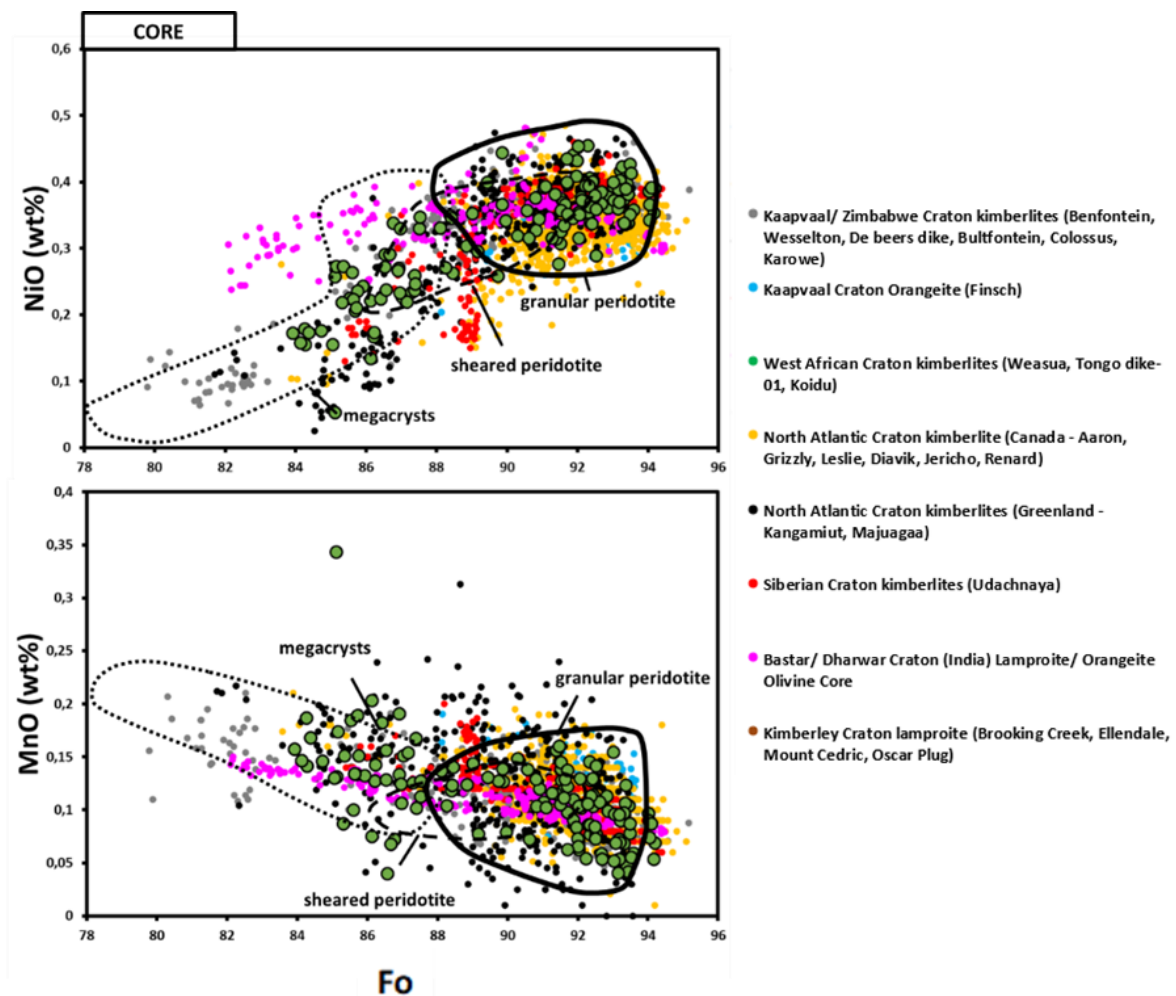 CORE
0,6
0,5
0,4
0,3
0,2
0,1
0
NiO (wt%)
granular peridotite
sheared peridotite
megacrysts
78 80 82 84 86 88 90 92 94 96
0,4
0,35
0,3
0,25
0,2
0,15
0,1
0,05
0
MnO (wt%)
megacrysts
granular peridotite
sheared peridotite
78 80 82 84 86 88 90 92 94 96
Fo
Kaapvaal/ Zimbabwe Craton kimberlites (Benfontein,
Wesselton, De beers dike, Bultfontein, Colossus,
Karowe)
Kaapvaal Craton Orangeite (Finsch)
West African Craton kimberlites (Weasua, Tongo dike-
01, Koidu)
North Atlantic Craton kimberlite (Canada - Aaron,
Grizzly, Leslie, Diavik, Jericho, Renard)
North Atlantic Craton kimberlites (Greenland -
Kangamiut, Majuagaa)
Siberian Craton kimberlites (Udachnaya)
Bastar/ Dharwar Craton (India) Lamproite/ Orangeite
Olivine Core
Kimberley Craton lamproite (Brooking Creek, Ellendale,
Mount Cedric, Oscar Plug)